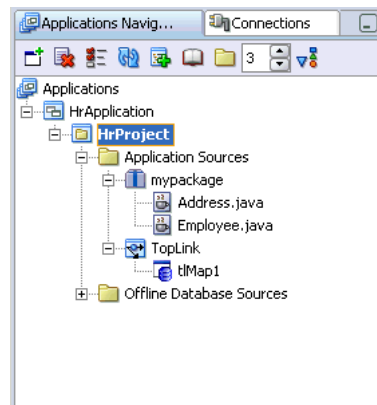 Applications Navig... Connections
3
Applications
HrApplication
HrProject
Application Sources
mypackage
Address.java
Employee.java
TopLink
tlMap1
Offline Database Sources